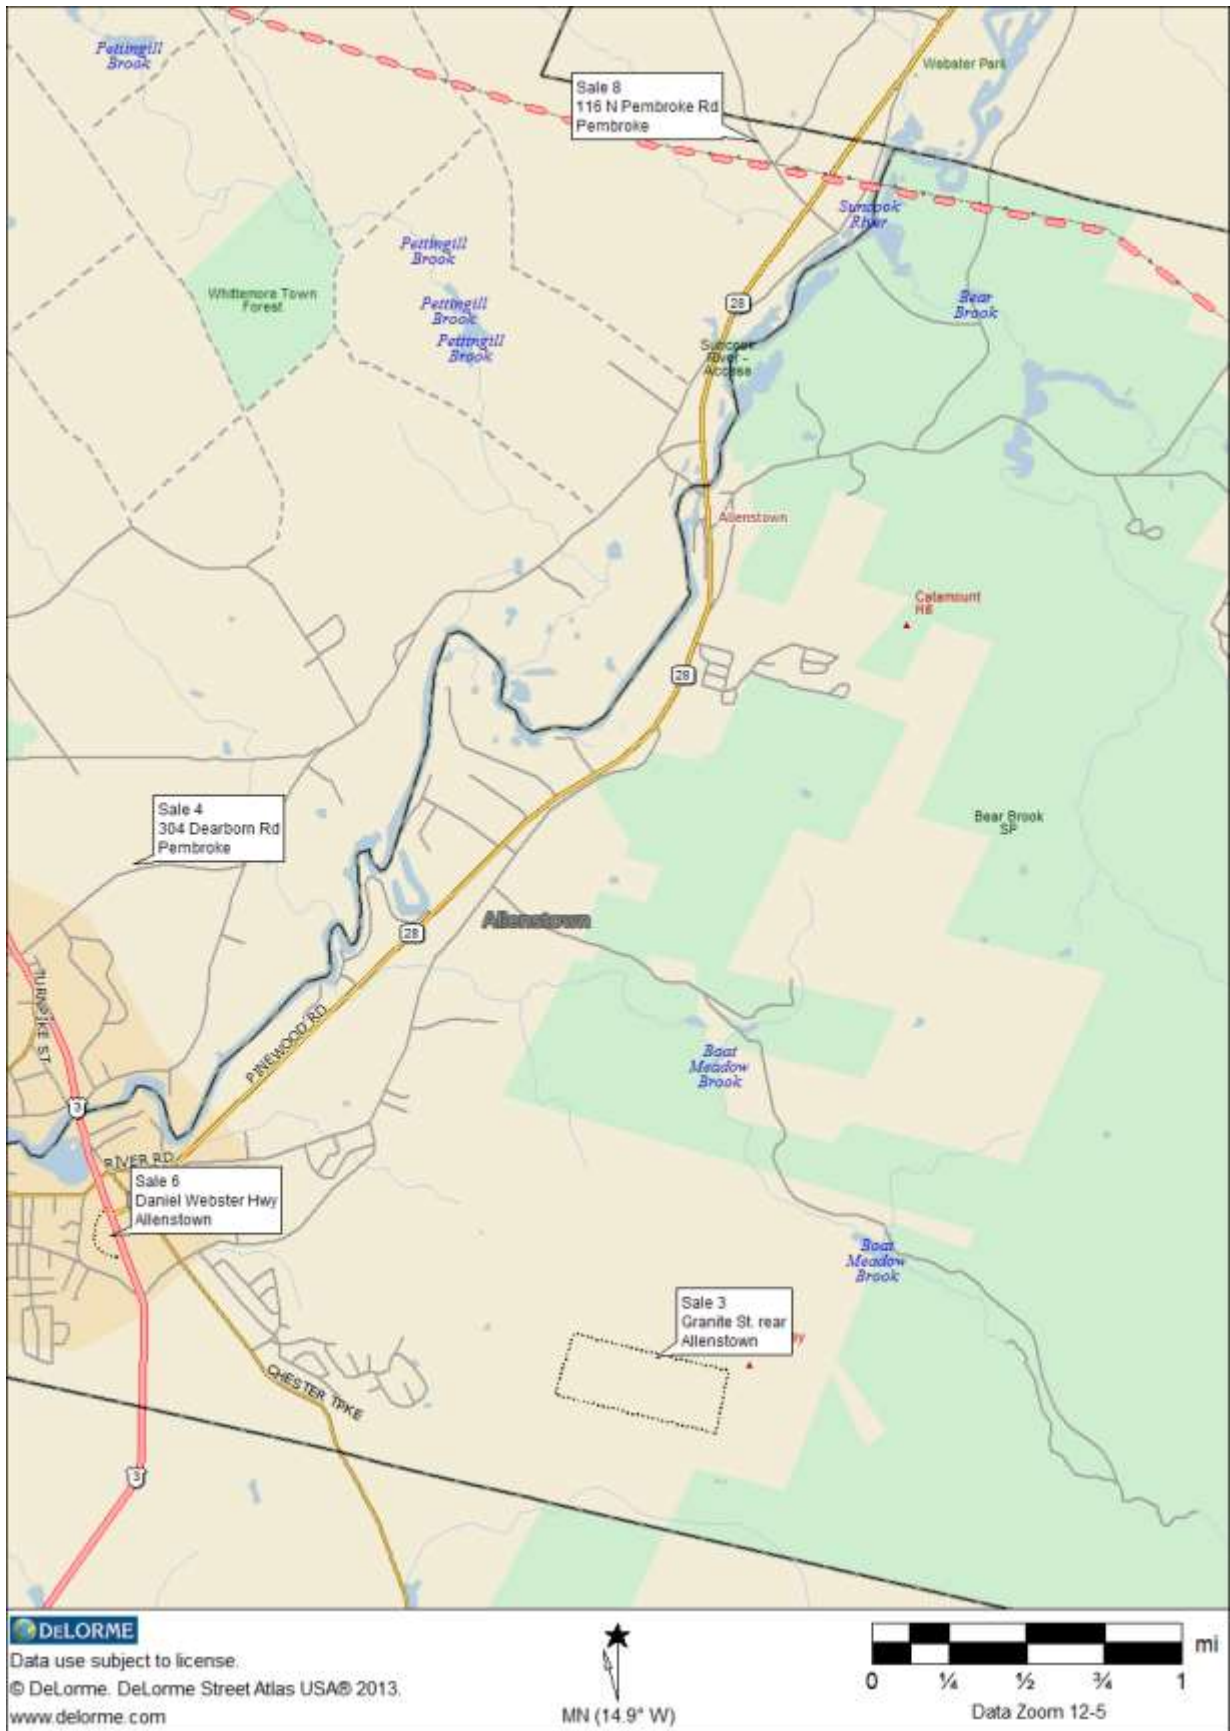 Pettingill
Brook
Webster Park
Sale 8
116 N Pembroke Rd
Pembroke
Suncook
River
Pettingill
Brook
Whittemore Town
Forest
Bear
Brook
28
Pettingill
Brook
Pettingill
Brook
Suncook
River -
Access
Allenstown
Catamount
Hill
28
Sale 4
304 Dearborn Rd
Pembroke
Bear Brook
SP
Allenstown
28
TURNPIKE ST
PINEWOOD RD
Boat
Meadow
Brook
3
RIVER RD
Sale 6
Daniel Webster Hwy
Allenstown
Boat
Meadow
Brook
Sale 3
Granite St. rear
Allenstown
CHESTER TPKE
3
DELORME
Data use subject to license.
© DeLorme. DeLorme Street Atlas USA® 2013.
www.delorme.com
MN (14.9° W)
mi
0 ¼ ½ ¾ 1
Data Zoom 12-5